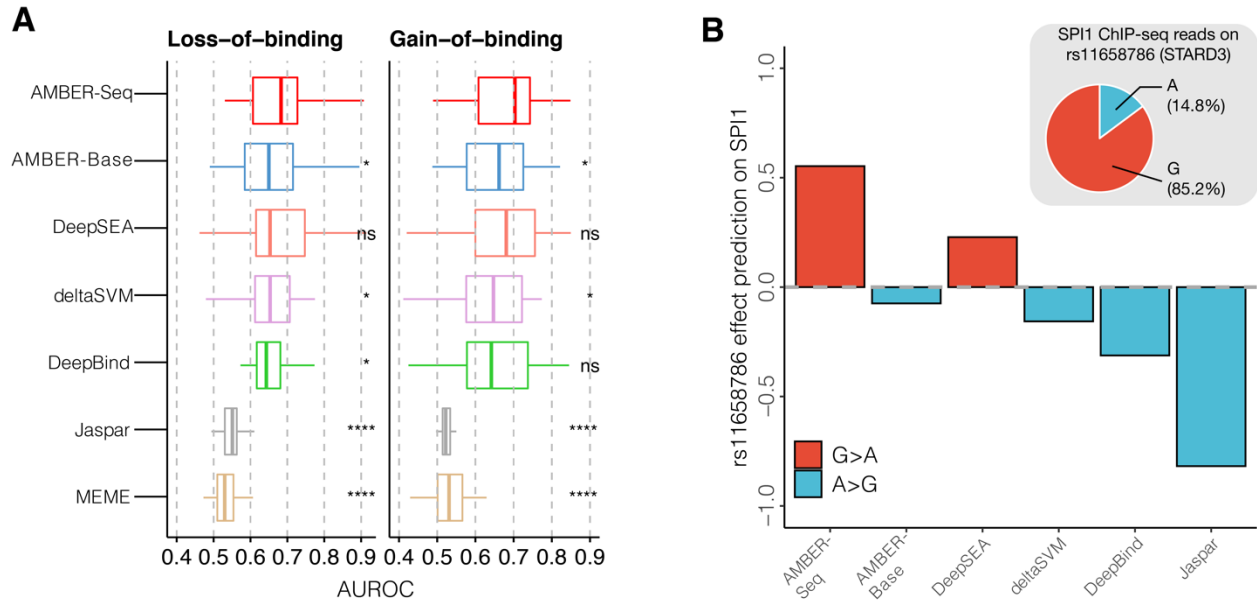 A
Loss-of-binding
Gain-of-binding
AMBER-Seq
AMBER-Base
*
*
DeepSEA
ns
ns
deltaSVM
*
*
DeepBind
*
ns
Jaspar
****
****
MEME
****
****
0.4 0.5 0.6 0.7 0.8 0.9
0.4 0.5 0.6 0.7 0.8 0.9
AUROC
B
SPI1 ChIP-seq reads on
rs11658786 (STARD3)
A
(14.8%)
G
(85.2%)
rs11658786 effect prediction on SPI1
1.0
0.5
0.0
-0.5
-1.0
G>A
A>G
AMBER-
Seq
AMBER-
Base
DeepSEA
deltaSVM
DeepBind
Jaspar